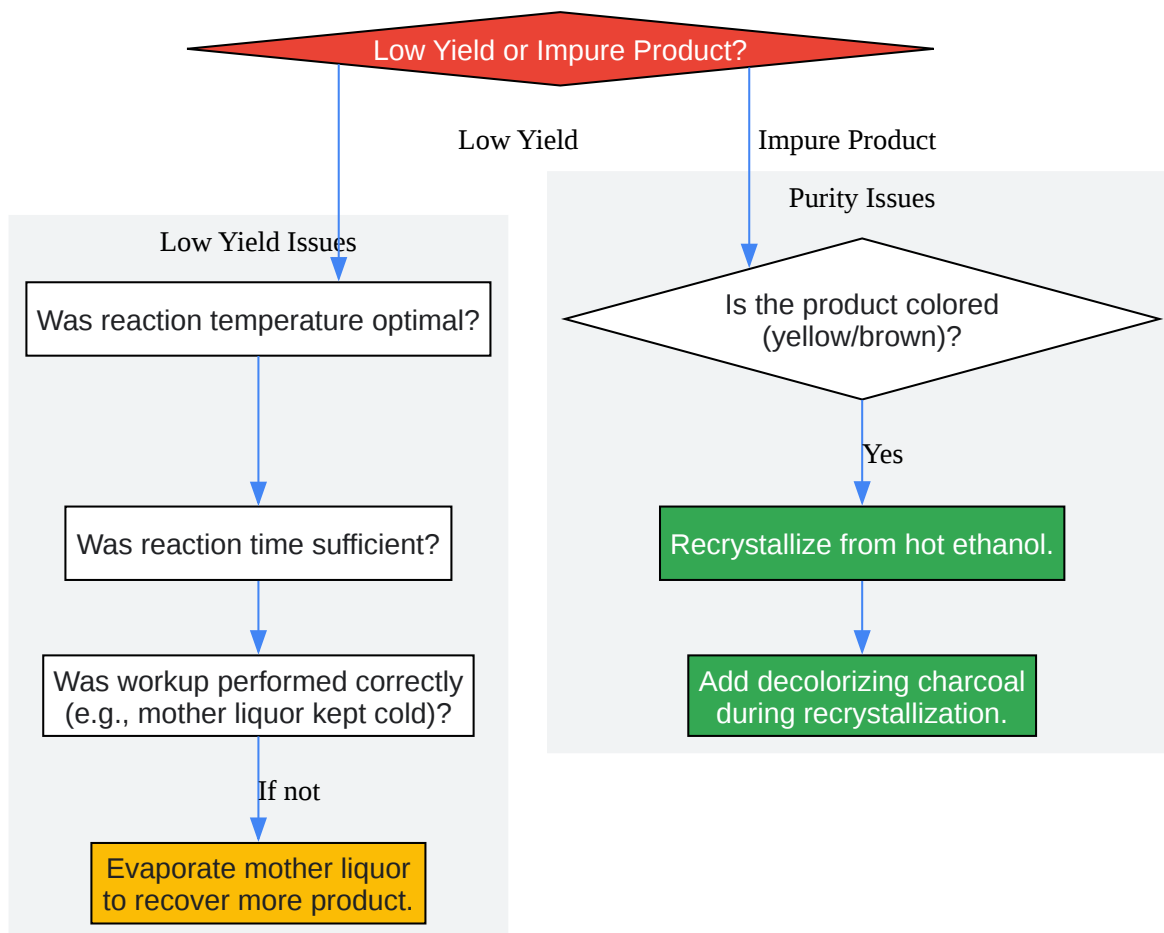 Low Yield or Impure Product?
Low Yield
Impure Product
Low Yield Issues
Was reaction temperature optimal?
Was reaction time sufficient?
Was workup performed correctly
(e.g., mother liquor kept cold)?
If not
Evaporate mother liquor
to recover more product.
Purity Issues
Is the product colored
(yellow/brown)?
Yes
Recrystallize from hot ethanol.
Add decolorizing charcoal
during recrystallization.